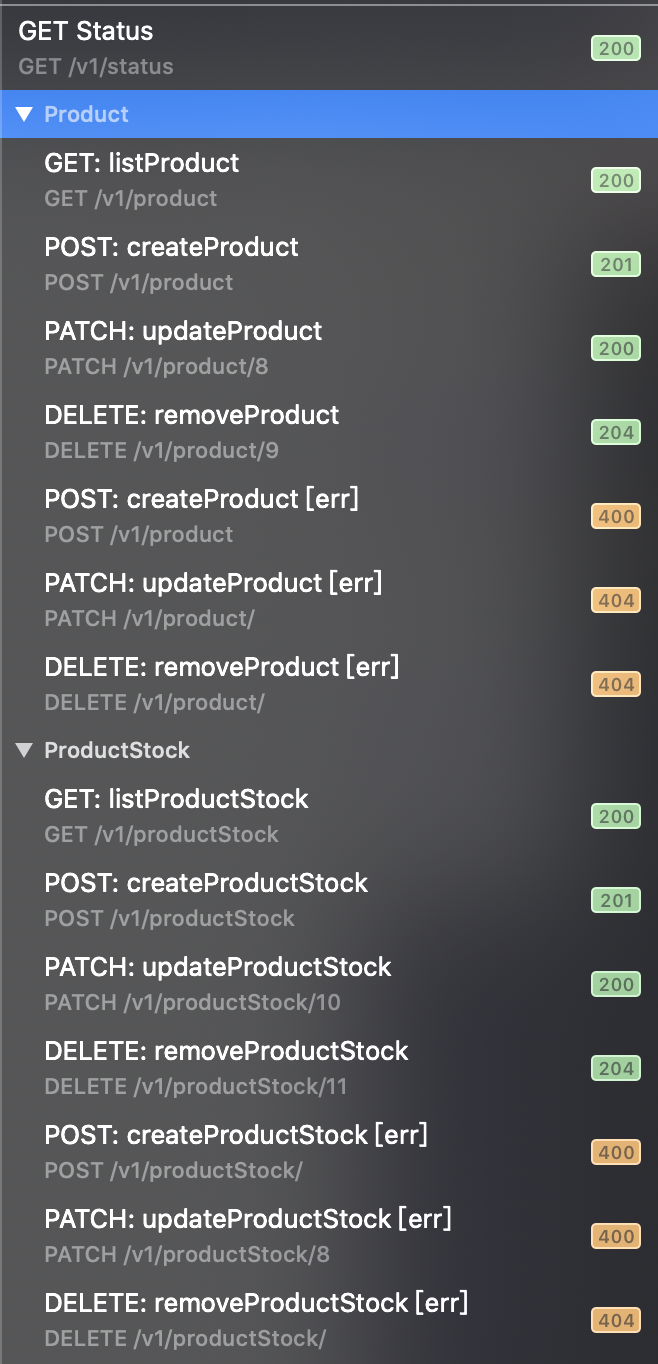 GET Status
200
GET /v1/status
Product
GET: listProduct
200
GET /v1/product
POST: createProduct
201
POST /v1/product
PATCH: updateProduct
200
PATCH /v1/product/8
DELETE: removeProduct
204
DELETE /v1/product/9
POST: createProduct [err]
400
POST /v1/product
PATCH: updateProduct [err]
404
PATCH /v1/product/
DELETE: removeProduct [err]
404
DELETE /v1/product/
ProductStock
GET: listProductStock
200
GET /v1/productStock
POST: createProductStock
201
POST /v1/productStock
PATCH: updateProductStock
200
PATCH /v1/productStock/10
DELETE: removeProductStock
204
DELETE /v1/productStock/11
POST: createProductStock [err]
400
POST /v1/productStock/
PATCH: updateProductStock [err]
400
PATCH /v1/productStock/8
DELETE: removeProductStock [err]
404
DELETE /v1/productStock/